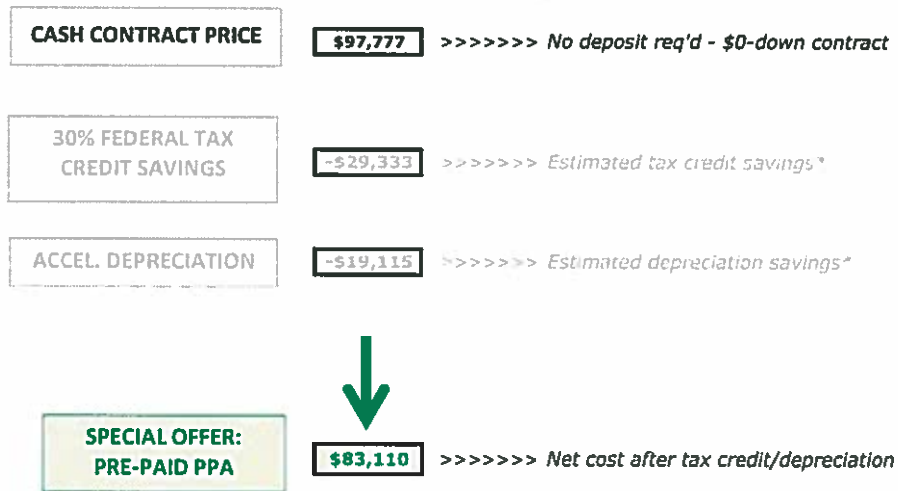 CASH CONTRACT PRICE
$97,777 >>>>>>> No deposit req'd - $0-down contract
30% FEDERAL TAX
CREDIT SAVINGS
-$29,333 >>>>>>> Estimated tax credit savings*
ACCEL. DEPRECIATION
-$19,115 >>>>>>> Estimated depreciation savings*
SPECIAL OFFER:
PRE-PAID PPA
$83,110 >>>>>>> Net cost after tax credit/depreciation